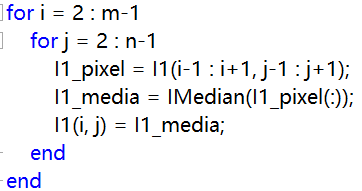 for i = 2 : m-1
for j = 2 : n-1
I1_pixel = I1(i-1 : i+1, j-1 : j+1);
I1_media = IMedian(I1_pixel(:));
I1(i, j) = I1_media;
end
end